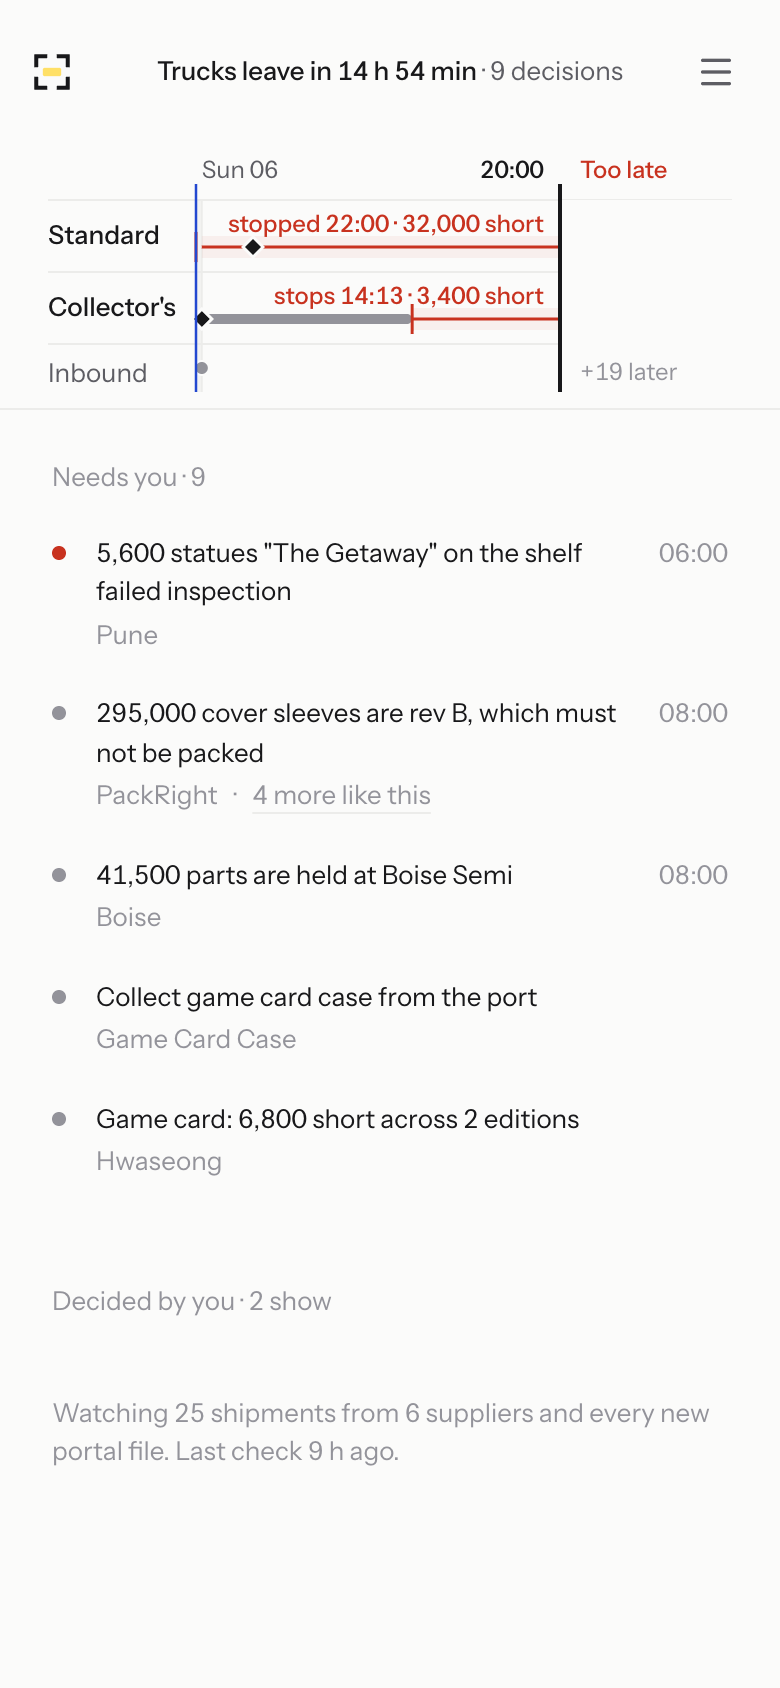 Trucks leave in 14 h 54 min · 9 decisions
Sun 06 20:00 Too late
stopped 22:00 · 32,000 short
Standard
stops 14:13 · 3,400 short
Collector's
Inbound +19 later
Needs you · 9
5,600 statues "The Getaway" on the shelf 06:00
failed inspection
Pune
295,000 cover sleeves are rev B, which must 08:00
not be packed
PackRight · 4 more like this
41,500 parts are held at Boise Semi 08:00
Boise
Collect game card case from the port
Game Card Case
Game card: 6,800 short across 2 editions
Hwaseong
Decided by you · 2 show
Watching 25 shipments from 6 suppliers and every new
portal file. Last check 9 h ago.